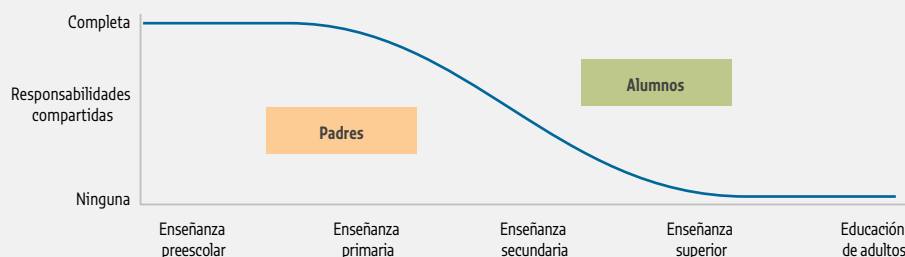 Completa
Responsabilidades
compartidas
Ninguna
Alumnos
Padres
Enseñanza
preescolar
Enseñanza
primaria
Enseñanza
secundaria
Enseñanza
superior
Educación
de adultos